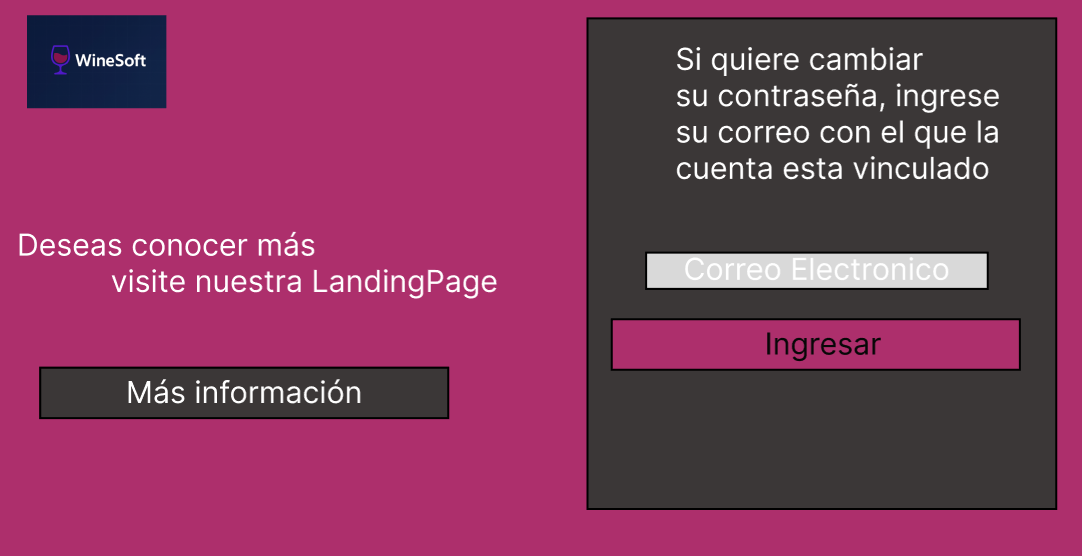 WineSoft
Deseas conocer más
visite nuestra LandingPage
Más información
Si quiere cambiar
su contraseña, ingrese
su correo con el que la
cuenta esta vinculado
Correo Electronico
Ingresar